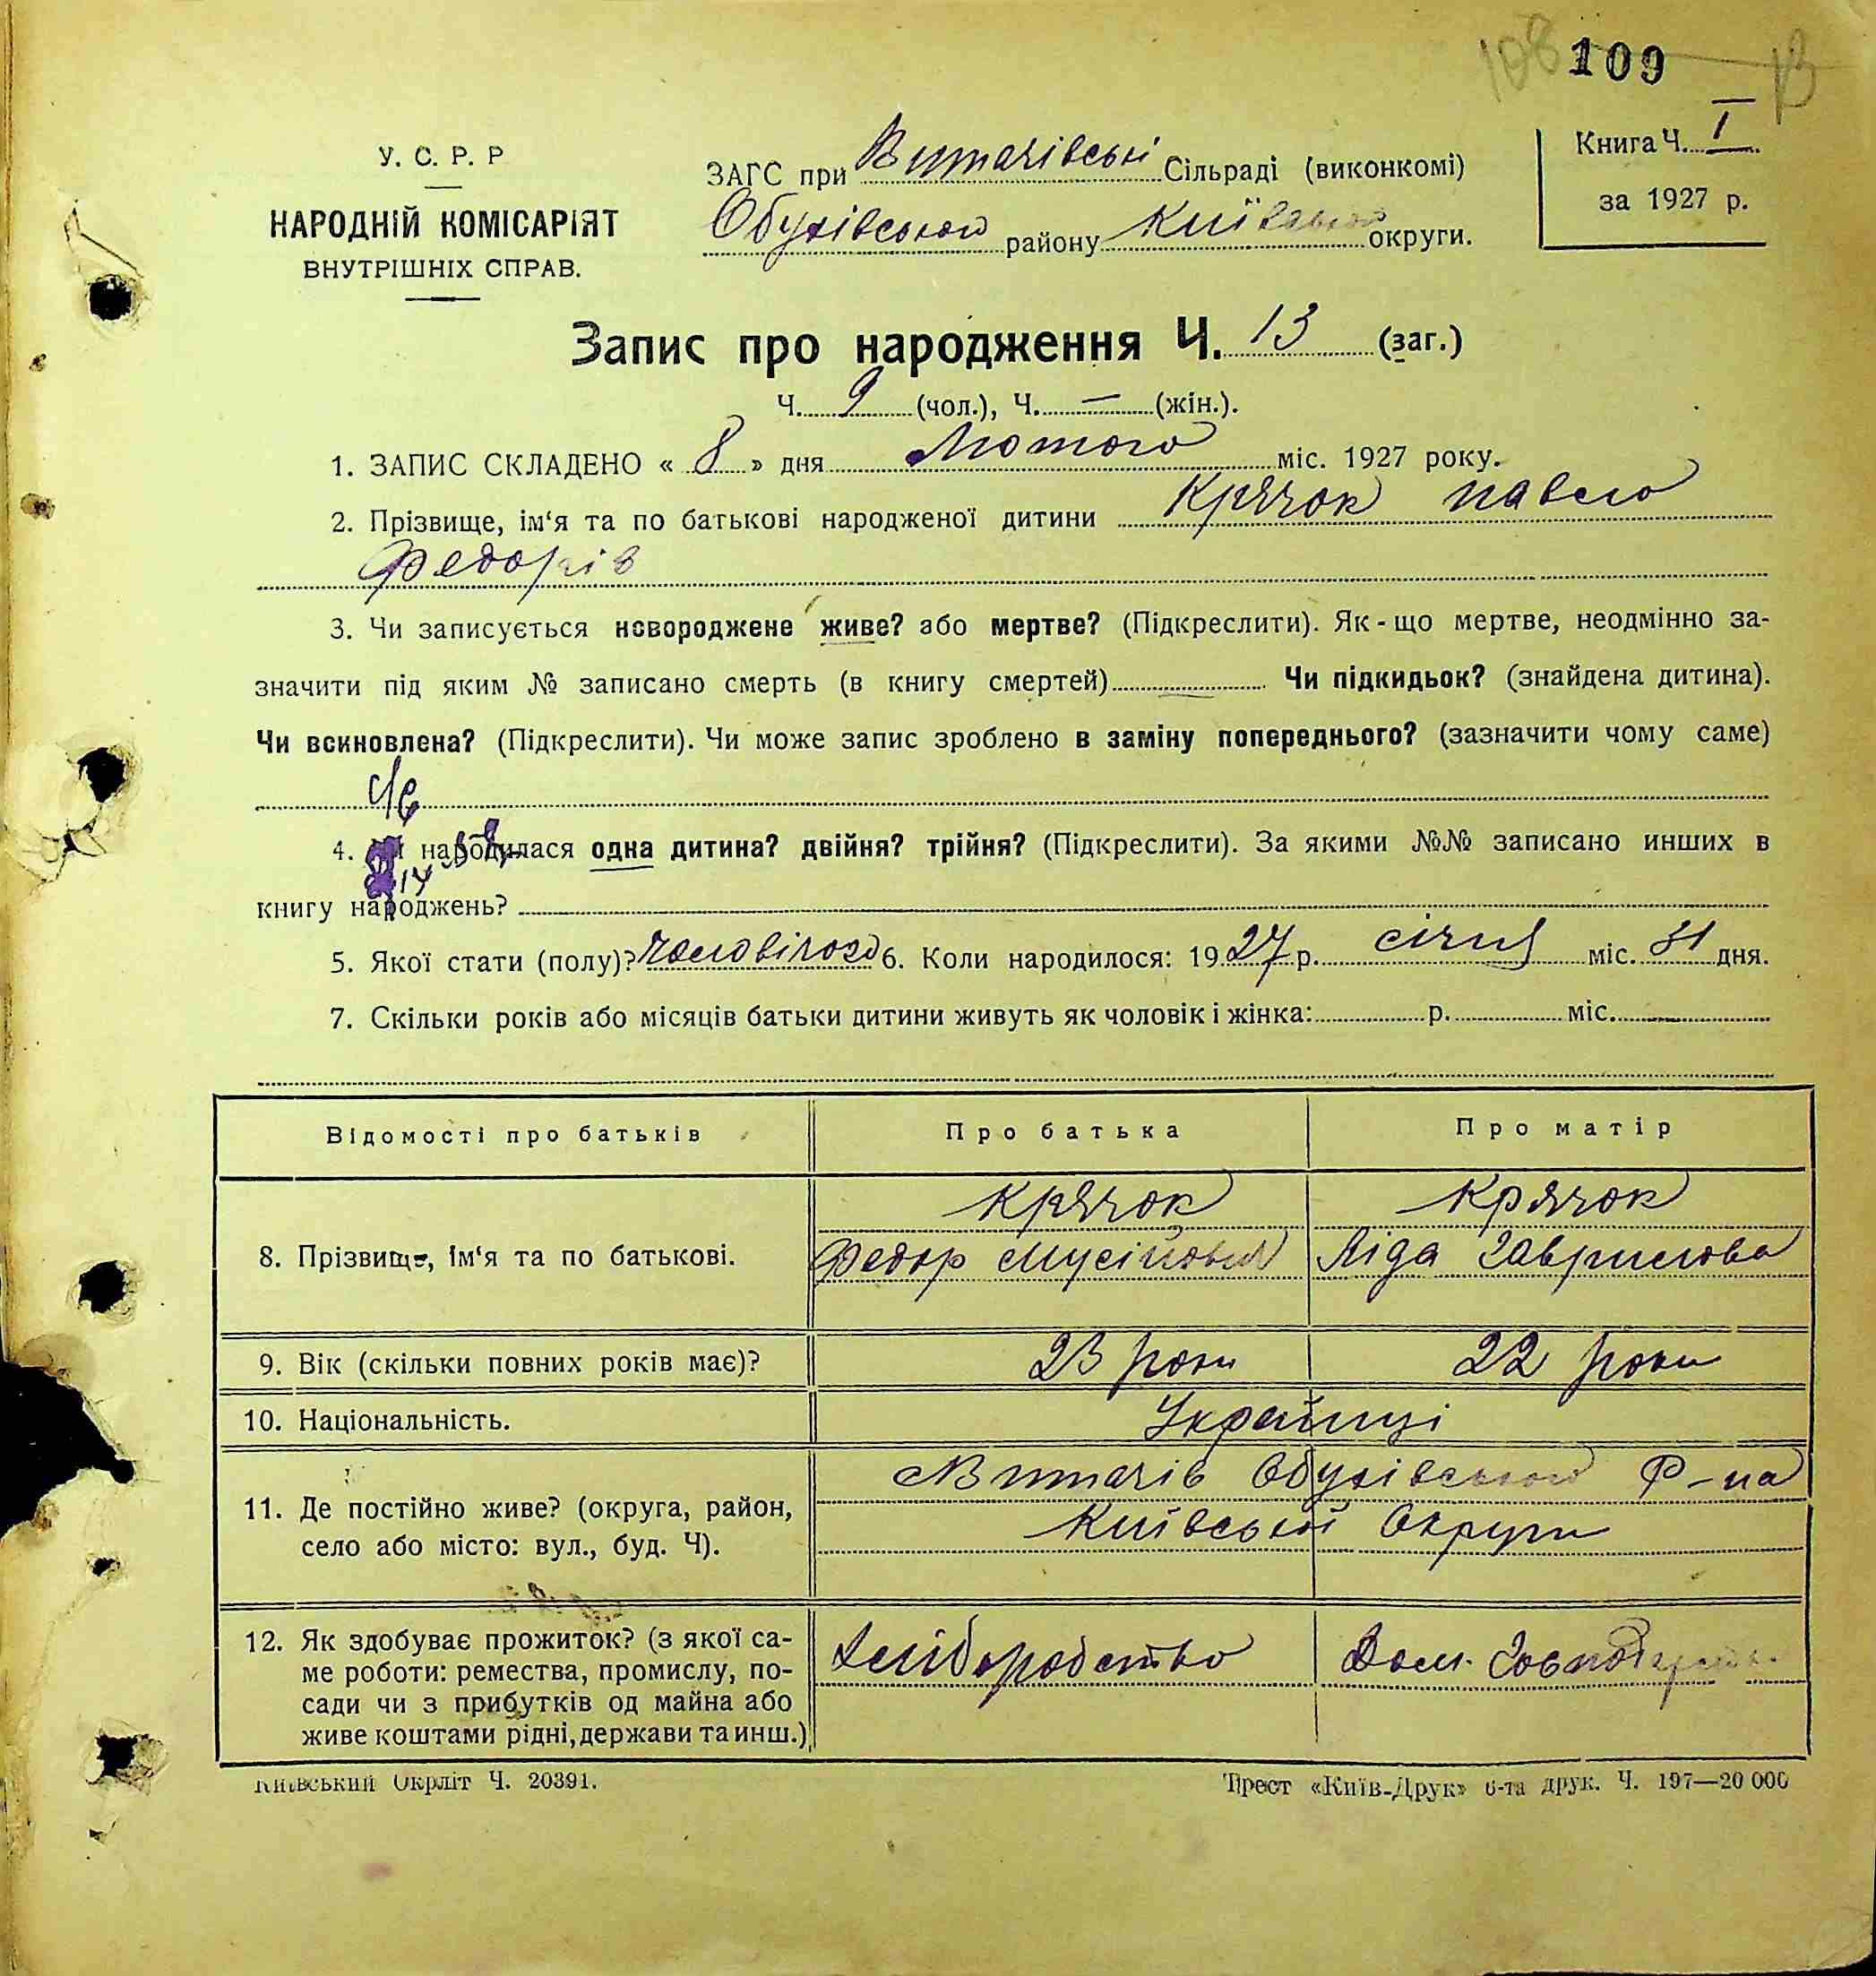 108 109 13
У. С. Р. Р
НАРОДНІЙ КОМІСАРІЯТ
ВНУТРІШНІХ СПРАВ.
ЗАГС при Витачівські Сільраді (виконкомі)
Обухівського району Київської округи.
Книга Ч. I
за 1927 р.
Запис про народження Ч. 13 (заг.)
Ч. 9 (чол.), Ч. — (жін.).
1. ЗАПИС СКЛАДЕНО « 8 » дня Лютого міс. 1927 року.
2. Прізвище, ім‘я та по батькові народженої дитини Крячок Павло
Федорів
3. Чи записується новороджене живе? або мертве? (Підкреслити). Як-що мертве, неодмінно за-
значити під яким № записано смерть (в книгу смертей) — Чи підкидьок? (знайдена дитина).
Чи всиновлена? (Підкреслити). Чи може запис зроблено в заміну попереднього? (зазначити чому саме)
4. народилася одна дитина? двійня? трійня? (Підкреслити). За якими №№ записано инших в
книгу народжень?
5. Якої стати (полу)? чоловічого 6. Коли народилося: 1927 р. січня міс. 31 дня.
7. Скільки років або місяців батьки дитини живуть як чоловік і жінка: р. міс.
Відомості про батьків Про батька Про матір
8. Прізвище, ім‘я та по батькові. Крячок Крячок
Федор Мусійович Ліда Гаврилова
9. Вік (скільки повних років має)? 23 роки 22 роки
10. Національність. Українці
11. Де постійно живе? (округа, район, село або місто: вул., буд. Ч). Витачів Обухівського Р-на
Київської Округи
12. Як здобуває прожиток? (з якої са- Хліборобство Дом.
ме роботи: ремества, промислу, по-
сади чи з прибутків од майна або
живе коштами рідні, держави та инш.)
Київський Окрліт Ч. 20391. Трест «Київ-Друк» 6-та друк. Ч. 197—20 000